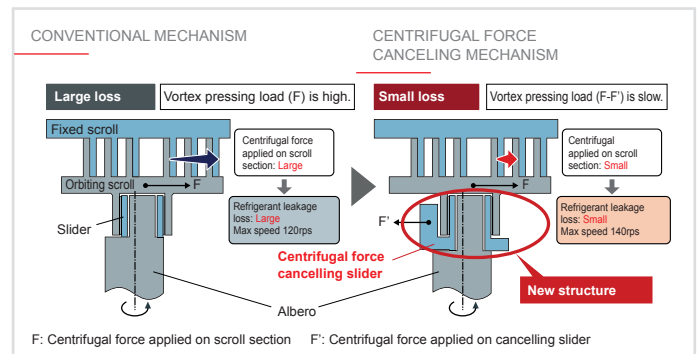 CONVENTIONAL MECHANISM
CENTRIFUGAL FORCE
CANCELING MECHANISM
Large loss
Vortex pressing load (F) is high.
Small loss
Vortex pressing load (F-F’) is slow.
Fixed scroll
Centrifugal force
applied on scroll
section: Large
Orbiting scroll
F
Refrigerant leakage
loss: Large
Max speed 120rps
Slider
Centrifugal
applied on scroll
section: Small
F
F’
Refrigerant leakage
loss: Small
Max speed 140rps
Centrifugal force
cancelling slider
New structure
Albero
F: Centrifugal force applied on scroll section F’: Centrifugal force applied on cancelling slider